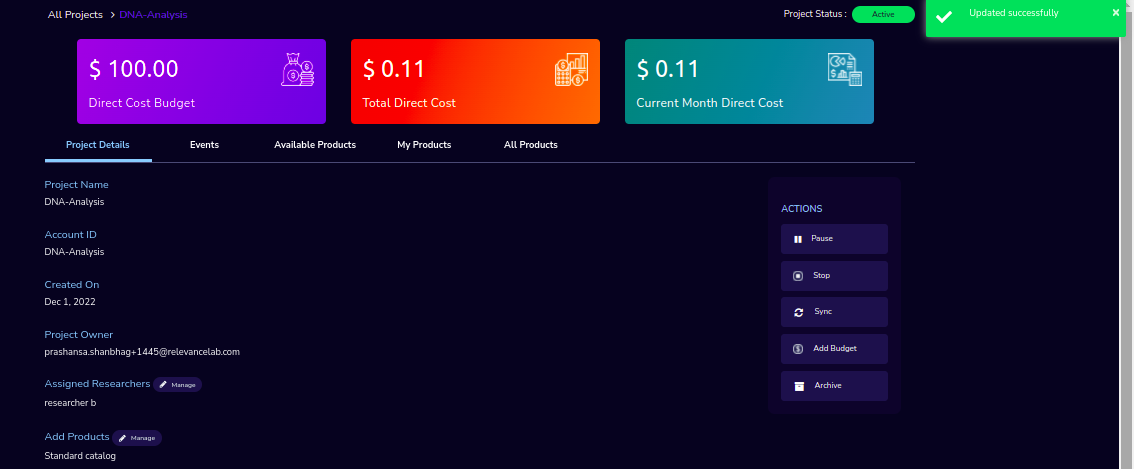 All Projects > DNA-Analysis
Project Status : Active
Updated successfully ×
$ 100.00
Direct Cost Budget
$ 0.11
Total Direct Cost
$ 0.11
Current Month Direct Cost
Project Details Events Available Products My Products All Products
Project Name
DNA-Analysis
Account ID
DNA-Analysis
Created On
Dec 1, 2022
Project Owner
prashansa.shanbhag+1445@relevancelab.com
Assigned Researchers Manage
researcher b
Add Products Manage
Standard catalog
ACTIONS
Pause
Stop
Sync
Add Budget
Archive